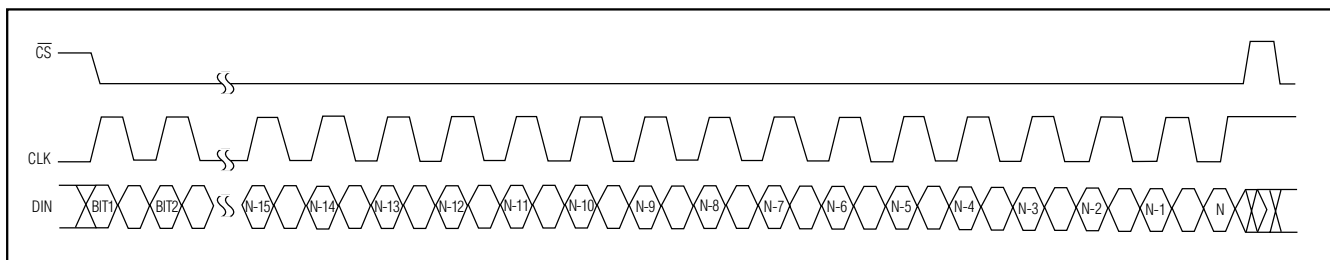 C̅S̅
CLK
DIN BIT1 BIT2 N-15 N-14 N-13 N-12 N-11 N-10 N-9 N-8 N-7 N-6 N-5 N-4 N-3 N-2 N-1 N